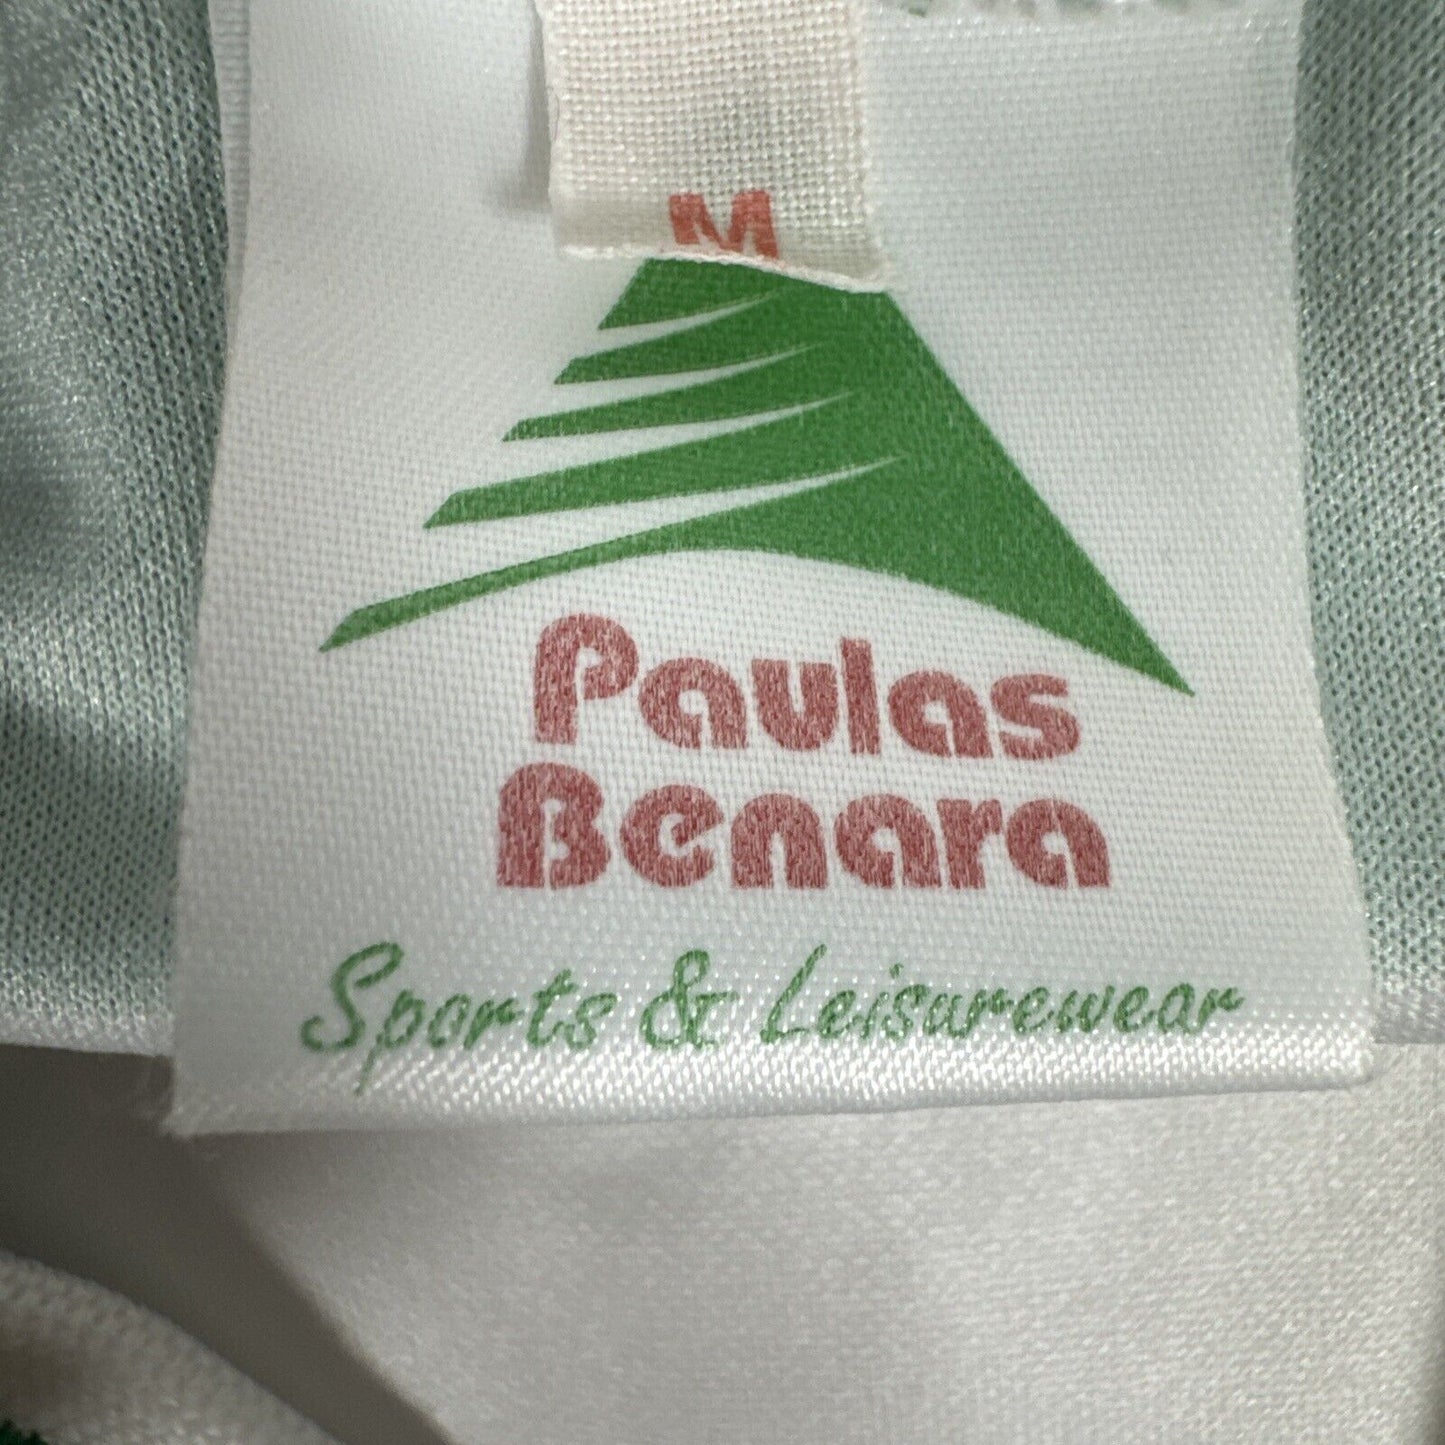 M
Paulas
Benara
Sports & Leisurewear